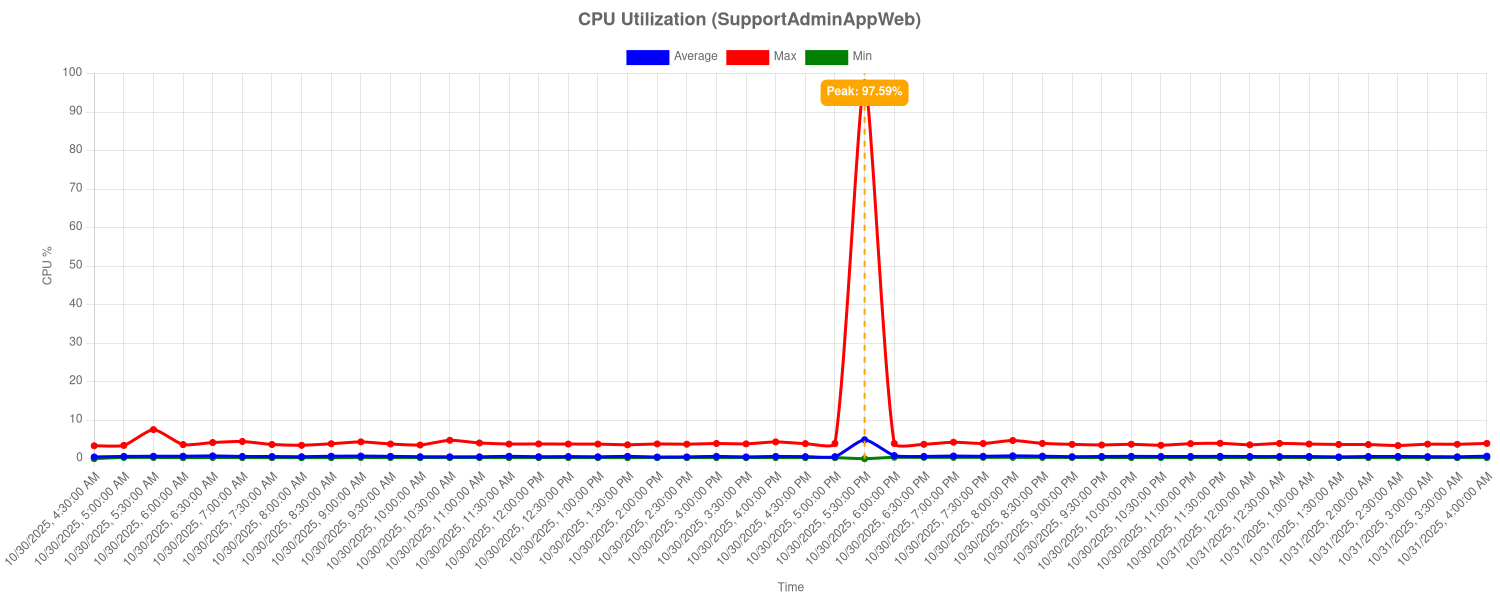 CPU Utilization (SupportAdminAppWeb)
Average Max Min
100
90
80
70
60
50
40
30
20
10
0
CPU %
Peak: 97.59%
10/30/2025, 4:30:00 AM
10/30/2025, 5:00:00 AM
10/30/2025, 5:30:00 AM
10/30/2025, 6:00:00 AM
10/30/2025, 6:30:00 AM
10/30/2025, 7:00:00 AM
10/30/2025, 7:30:00 AM
10/30/2025, 8:00:00 AM
10/30/2025, 8:30:00 AM
10/30/2025, 9:00:00 AM
10/30/2025, 9:30:00 AM
10/30/2025, 10:00:00 AM
10/30/2025, 10:30:00 AM
10/30/2025, 11:00:00 AM
10/30/2025, 11:30:00 AM
10/30/2025, 12:00:00 PM
10/30/2025, 12:30:00 PM
10/30/2025, 1:00:00 PM
10/30/2025, 1:30:00 PM
10/30/2025, 2:00:00 PM
10/30/2025, 2:30:00 PM
10/30/2025, 3:00:00 PM
10/30/2025, 3:30:00 PM
10/30/2025, 4:00:00 PM
10/30/2025, 4:30:00 PM
10/30/2025, 5:00:00 PM
10/30/2025, 5:30:00 PM
10/30/2025, 6:00:00 PM
10/30/2025, 6:30:00 PM
10/30/2025, 7:00:00 PM
10/30/2025, 7:30:00 PM
10/30/2025, 8:00:00 PM
10/30/2025, 8:30:00 PM
10/30/2025, 9:00:00 PM
10/30/2025, 9:30:00 PM
10/30/2025, 10:00:00 PM
10/30/2025, 10:30:00 PM
10/30/2025, 11:00:00 PM
10/30/2025, 11:30:00 PM
10/31/2025, 12:00:00 AM
10/31/2025, 12:30:00 AM
10/31/2025, 1:00:00 AM
10/31/2025, 1:30:00 AM
10/31/2025, 2:00:00 AM
10/31/2025, 2:30:00 AM
10/31/2025, 3:00:00 AM
10/31/2025, 3:30:00 AM
10/31/2025, 4:00:00 AM
Time